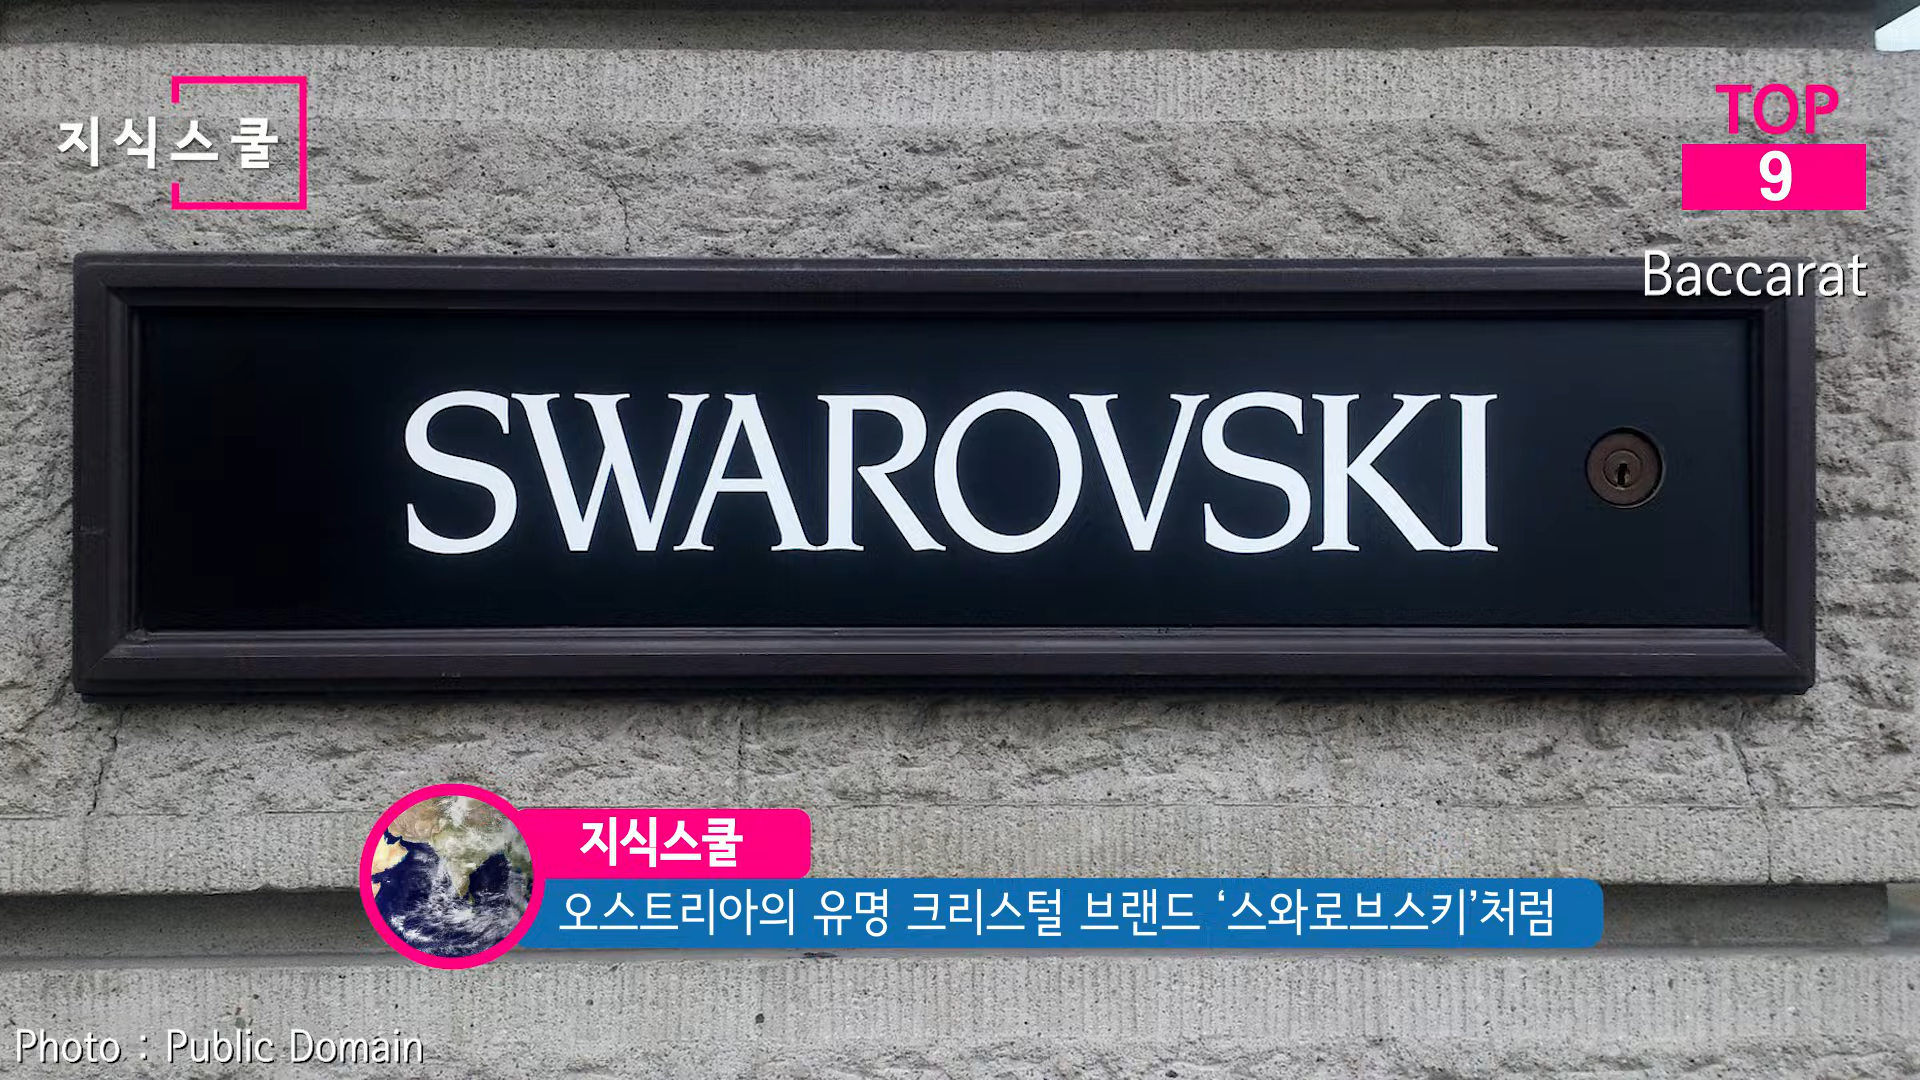 지식스쿨
TOP
9
Baccarat
SWAROVSKI
지식스쿨
오스트리아의 유명 크리스털 브랜드 ‘스와로브스키’처럼
Photo : Public Domain